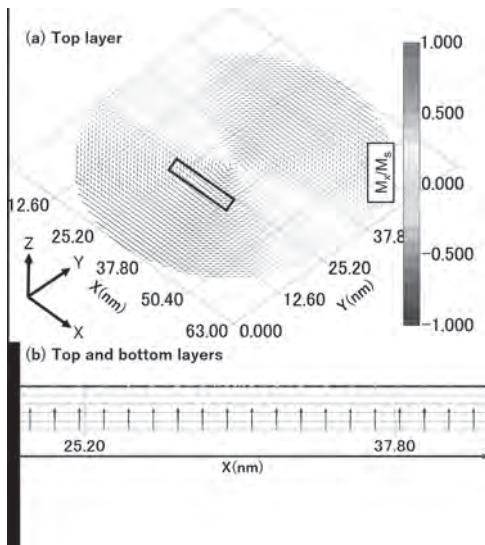 (a) Top layer
1.000
0.500
0.000
-0.500
-1.000
Mx/Ms
12.60
25.20
37.80
50.40
63.00
X(nm)
0.000
12.60
25.20
37.8
Y(nm)
Z
Y
X
(b) Top and bottom layers
25.20
37.80
X(nm)